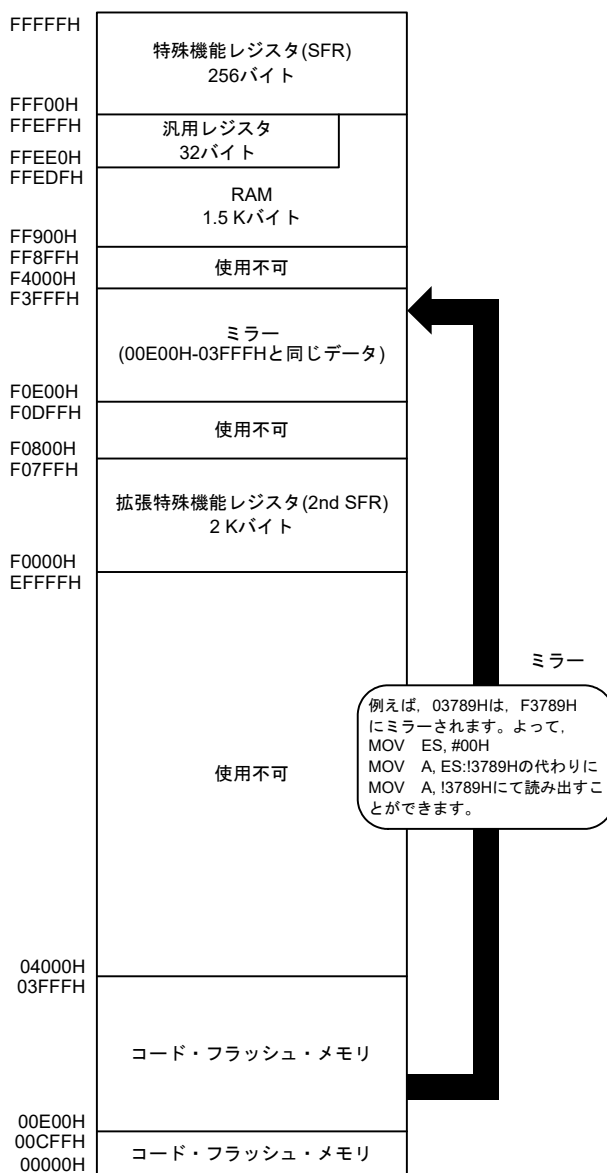 FFFFFH
特殊機能レジスタ(SFR)
256バイト
FFF00H
FFEFFH
汎用レジスタ
32バイト
FFEE0H
FFEDFH
RAM
1.5 Kバイト
FF900H
FF8FFH
使用不可
F4000H
F3FFFH
ミラー
(00E00H-03FFFHと同じデータ)
F0E00H
F0DFFH
使用不可
F0800H
F07FFH
拡張特殊機能レジスタ(2nd SFR)
2 Kバイト
F0000H
EFFFFH
ミラー
例えば，03789Hは，F3789H
にミラーされます。よって，
MOV ES, #00H
MOV A, ES:!3789Hの代わりに
MOV A, !3789Hにて読み出すこ
とができます。
使用不可
04000H
03FFFH
コード・フラッシュ・メモリ
00E00H
00CFFH
コード・フラッシュ・メモリ
00000H